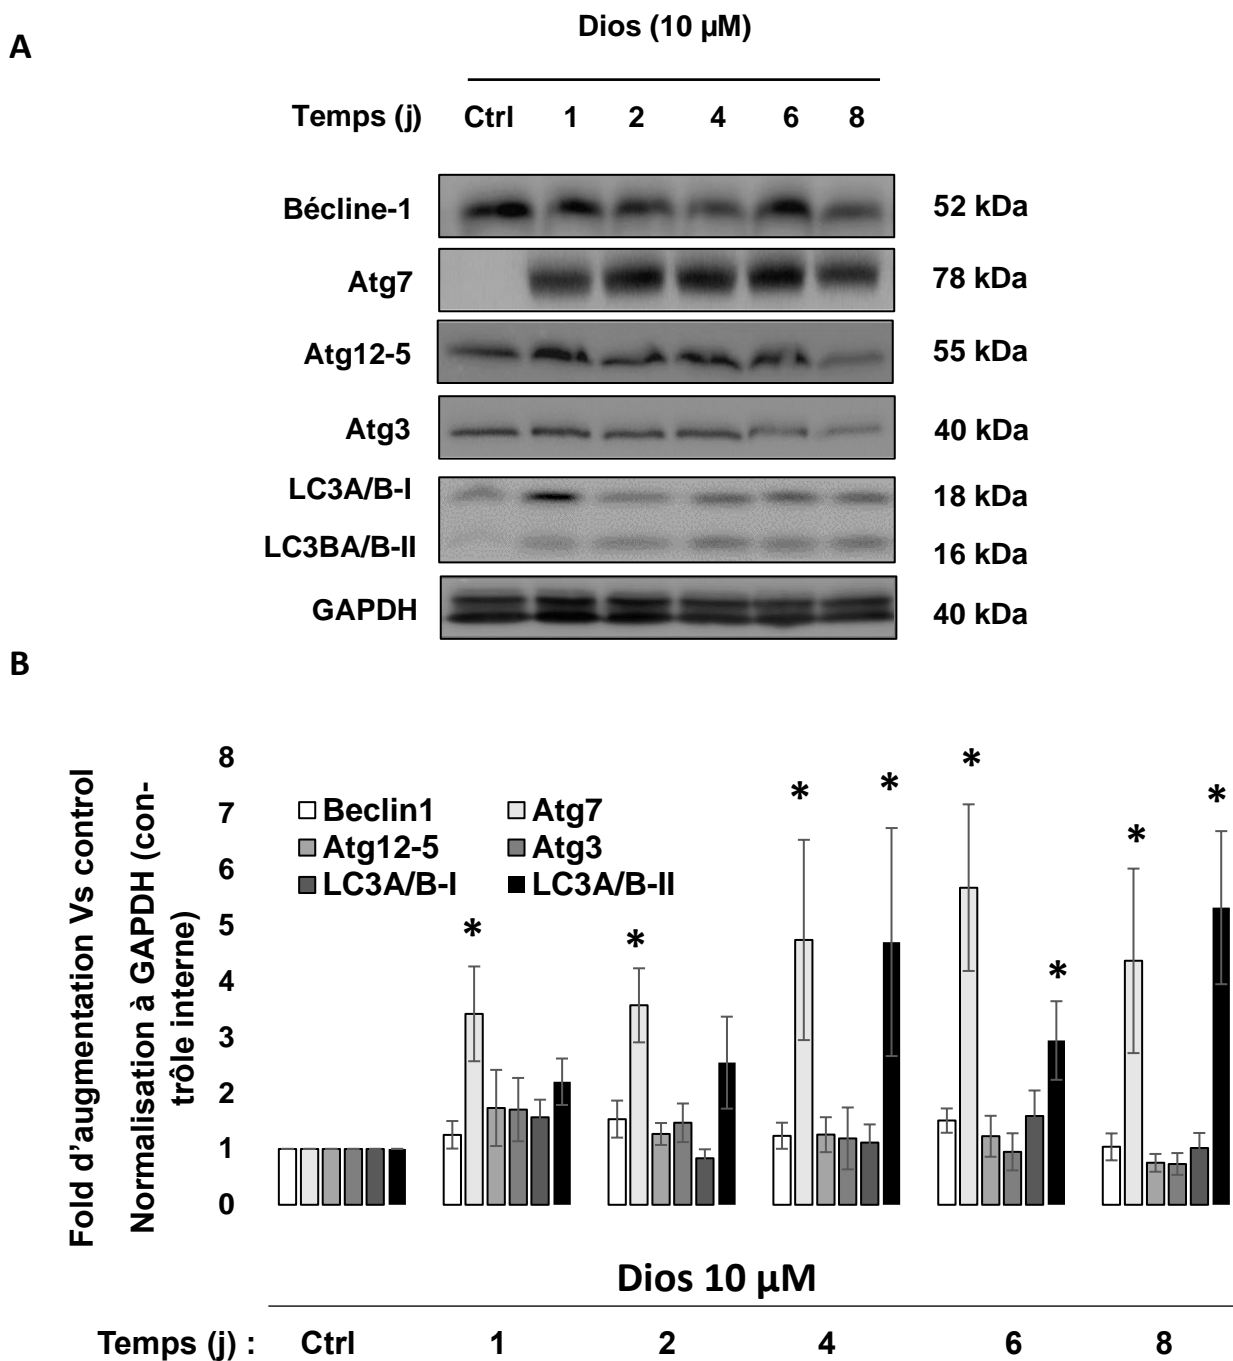 A
Dios (10 µM)
Temps (j) Ctrl 1 2 4 6 8
Bécline-1 52 kDa
Atg7 78 kDa
Atg12-5 55 kDa
Atg3 40 kDa
LC3A/B-I 18 kDa
LC3BA/B-II 16 kDa
GAPDH 40 kDa
B
Fold d’augmentation Vs control
Normalisation à GAPDH (con-
trôle interne)
8
7
6
5
4
3
2
1
0
Beclin1 Atg7
Atg12-5 Atg3
LC3A/B-I LC3A/B-II
* * * * * * * *
Dios 10 µM
Temps (j) : Ctrl 1 2 4 6 8